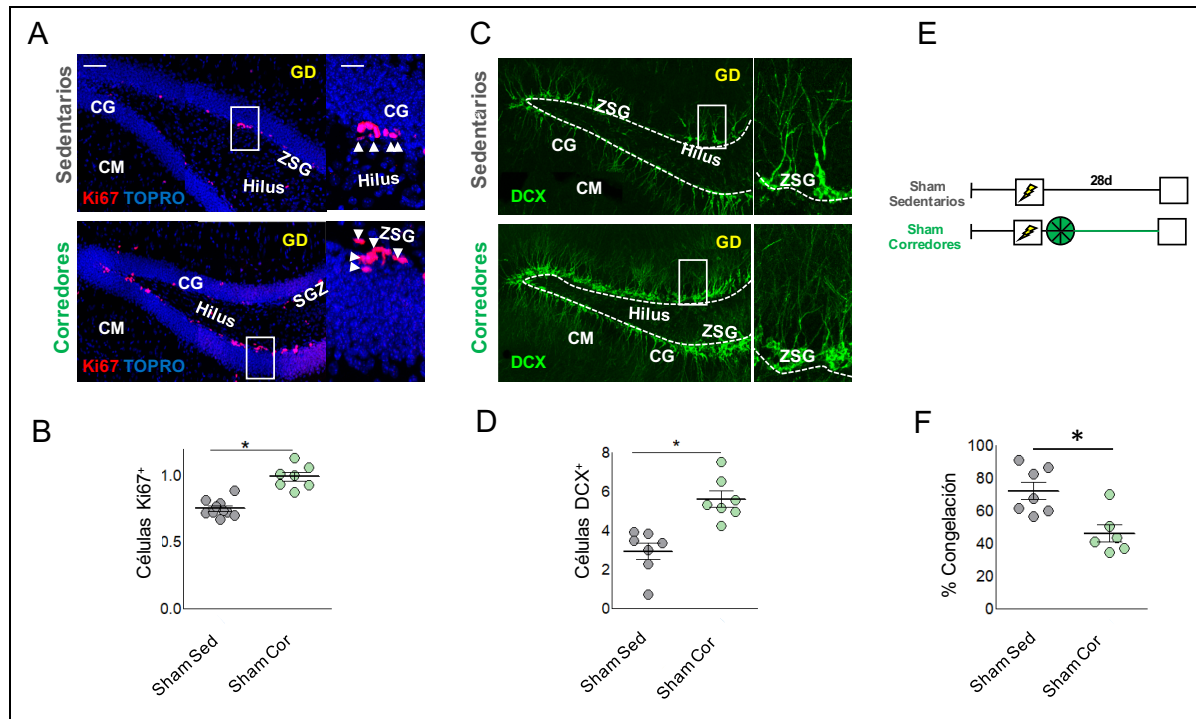 A
Sedentarios
GD
CG
CG
ZSG
CM
Hilus
Hilus
Ki67 TOPRO
Corredores
GD
ZSG
CG
SGZ
Hilus
CM
Ki67 TOPRO
B
Células Ki67+
*
1.0
0.5
0.0
Sham Sed
Sham Cor
C
Sedentarios
GD
ZSG
CG
Hilus
CM
DCX
ZSG
Corredores
GD
Hilus
ZSG
CM
CG
DCX
ZSG
D
Células DCX+
*
8
6
4
2
0
Sham Sed
Sham Cor
E
28d
Sham
Sedentarios
Sham
Corredores
F
% Congelación
*
100
80
60
40
20
0
Sham Sed
Sham Cor